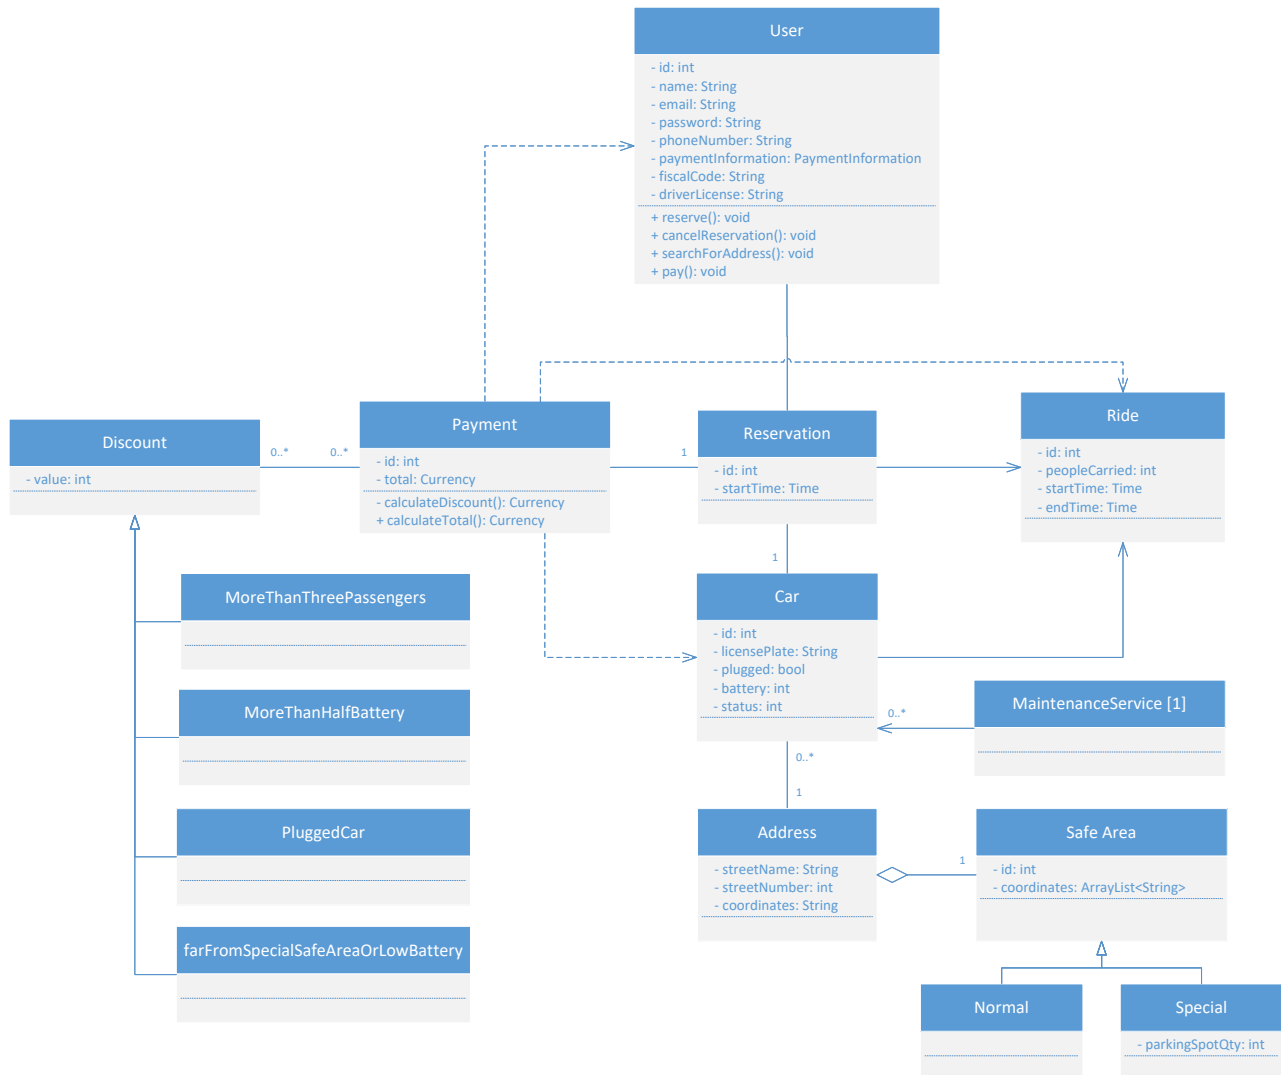 User
- id: int
- name: String
- email: String
- password: String
- phoneNumber: String
- paymentInformation: PaymentInformation
- fiscalCode: String
- driverLicense: String
+ reserve(): void
+ cancelReservation(): void
+ searchForAddress(): void
+ pay(): void
Discount
- value: int
0..*
0..*
Payment
- id: int
- total: Currency
- calculateDiscount(): Currency
+ calculateTotal(): Currency
1
Reservation
- id: int
- startTime: Time
Ride
- id: int
- peopleCarried: int
- startTime: Time
- endTime: Time
1
MoreThanThreePassengers
Car
- id: int
- licensePlate: String
- plugged: bool
- battery: int
- status: int
MoreThanHalfBattery
0..*
MaintenanceService [1]
0..*
1
PluggedCar
Address
- streetName: String
- streetNumber: int
- coordinates: String
1
Safe Area
- id: int
- coordinates: ArrayList<String>
farFromSpecialSafeAreaOrLowBattery
Normal
Special
- parkingSpotQty: int